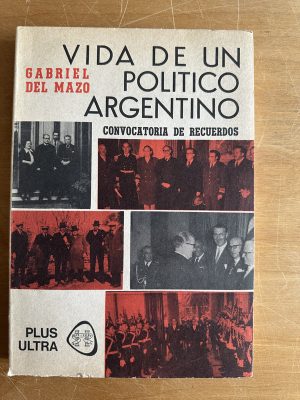 VIDA DE UN
GABRIEL
DEL MAZO
POLITICO
ARGENTINO
CONVOCATORIA DE RECUERDOS
PLUS
ULTRA